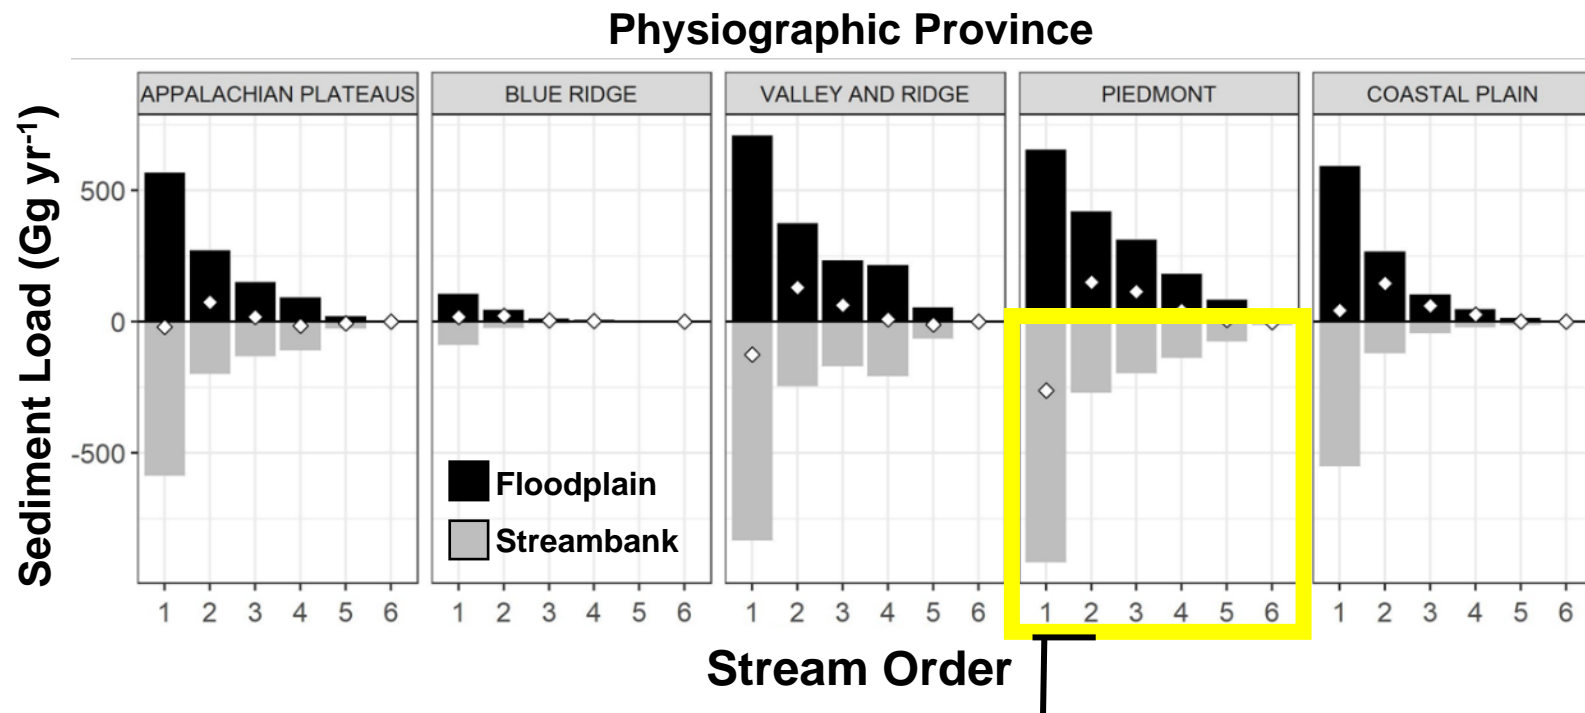 Physiographic Province
APPALACHIAN PLATEAUS BLUE RIDGE VALLEY AND RIDGE PIEDMONT COASTAL PLAIN
Sediment Load (Gg yr-1)
500
0
-500
Floodplain
Streambank
1 2 3 4 5 6 1 2 3 4 5 6 1 2 3 4 5 6 1 2 3 4 5 6 1 2 3 4 5 6
Stream Order